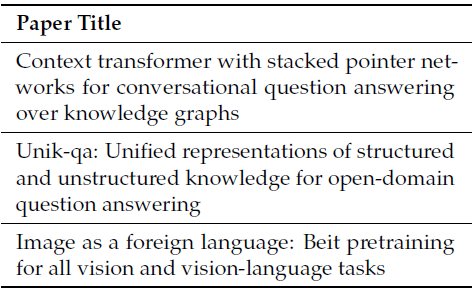 Paper Title
Context transformer with stacked pointer net-
works for conversational question answering
over knowledge graphs
Unik-qa: Unified representations of structured
and unstructured knowledge for open-domain
question answering
Image as a foreign language: Beit pretraining
for all vision and vision-language tasks